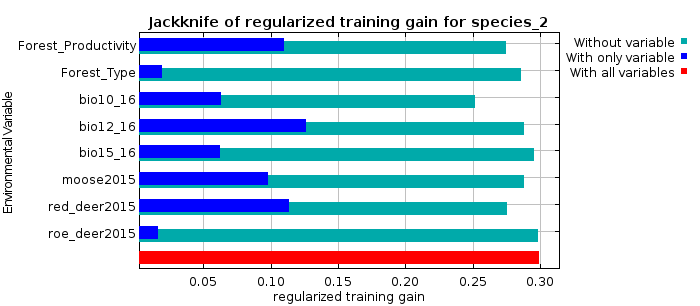 Jackknife of regularized training gain for species_2
Without variable
With only variable
With all variables
Environmental Variable
Forest_Productivity
Forest_Type
bio10_16
bio12_16
bio15_16
moose2015
red_deer2015
roe_deer2015
0.05 0.10 0.15 0.20 0.25 0.30
regularized training gain